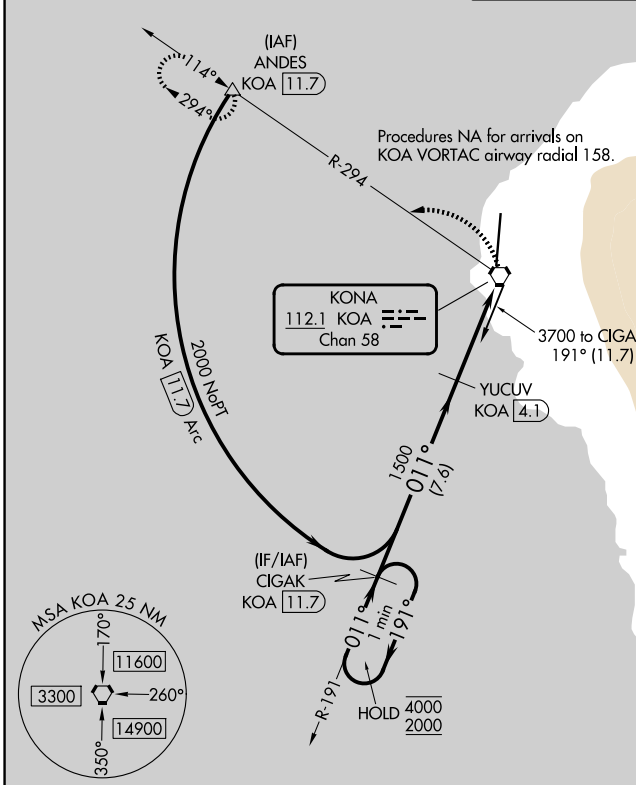 (IAF)
ANDES
KOA 11.7
114°
294°
Procedures NA for arrivals on
KOA VORTAC airway radial 158.
R-294
KONA
112.1 KOA
Chan 58
3700 to CIGA
191° (11.7)
2000 NoPT
KOA 11.7 Arc
YUCUV
KOA 4.1
1500
011°
(7.6)
(IF/IAF)
CIGAK
KOA 11.7
011°
1 min
191°
R-191
HOLD 4000
2000
MSA KOA 25 NM
170°
11600
3300
260°
14900
350°